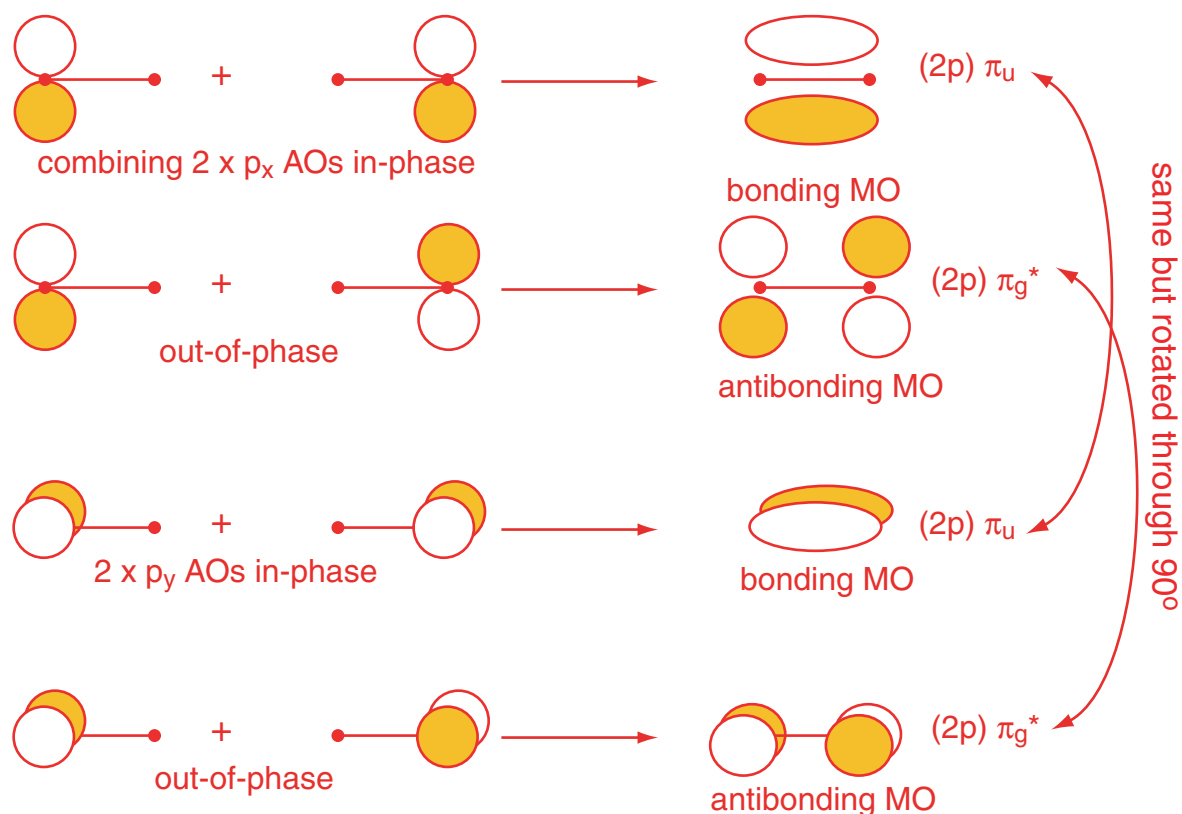 +
(2p) πu
combining 2 x px AOs in-phase
bonding MO
+
(2p) πg*
out-of-phase
antibonding MO
same but rotated through 90º
+
(2p) πu
2 x py AOs in-phase
bonding MO
+
(2p) πg*
out-of-phase
antibonding MO